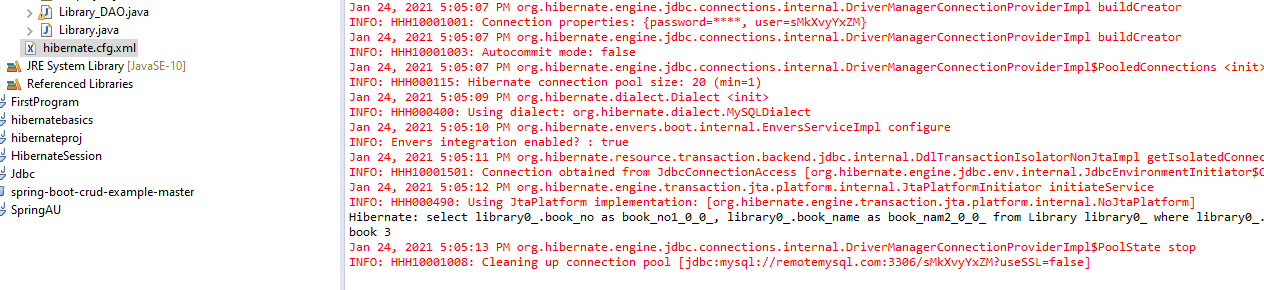 Library_DAO.java
Library.java
hibernate.cfg.xml
JRE System Library [JavaSE-10]
Referenced Libraries
FirstProgram
hibernatebasics
hibernateproj
HibernateSession
Jdbc
spring-boot-crud-example-master
SpringAU
Jan 24, 2021 5:05:07 PM org.hibernate.engine.jdbc.connections.internal.DriverManagerConnectionProviderImpl buildCreator
INFO: HHH10001001: Connection properties: {password=****, user=sMkXvyYxZM}
Jan 24, 2021 5:05:07 PM org.hibernate.engine.jdbc.connections.internal.DriverManagerConnectionProviderImpl buildCreator
INFO: HHH10001003: Autocommit mode: false
Jan 24, 2021 5:05:07 PM org.hibernate.engine.jdbc.connections.internal.DriverManagerConnectionProviderImpl$PooledConnections <init>
INFO: HHH000115: Hibernate connection pool size: 20 (min=1)
Jan 24, 2021 5:05:09 PM org.hibernate.dialect.Dialect <init>
INFO: HHH000400: Using dialect: org.hibernate.dialect.MySQLDialect
Jan 24, 2021 5:05:10 PM org.hibernate.envers.boot.internal.EnversServiceImpl configure
INFO: Envers integration enabled? : true
Jan 24, 2021 5:05:11 PM org.hibernate.resource.transaction.backend.jdbc.internal.DdlTransactionIsolatorNonJtaImpl getIsolatedConnec
INFO: HHH10001501: Connection obtained from JdbcConnectionAccess [org.hibernate.engine.jdbc.env.internal.JdbcEnvironmentInitiator$C
Jan 24, 2021 5:05:12 PM org.hibernate.engine.transaction.jta.platform.internal.JtaPlatformInitiator initiateService
INFO: HHH000490: Using JtaPlatform implementation: [org.hibernate.engine.transaction.jta.platform.internal.NoJtaPlatform]
Hibernate: select library0_.book_no as book_no1_0_0_, library0_.book_name as book_nam2_0_0_ from Library library0_ where library0_.
book 3
Jan 24, 2021 5:05:13 PM org.hibernate.engine.jdbc.connections.internal.DriverManagerConnectionProviderImpl$PoolState stop
INFO: HHH10001008: Cleaning up connection pool [jdbc:mysql://remotemysql.com:3306/sMkXvyYxZM?useSSL=false]